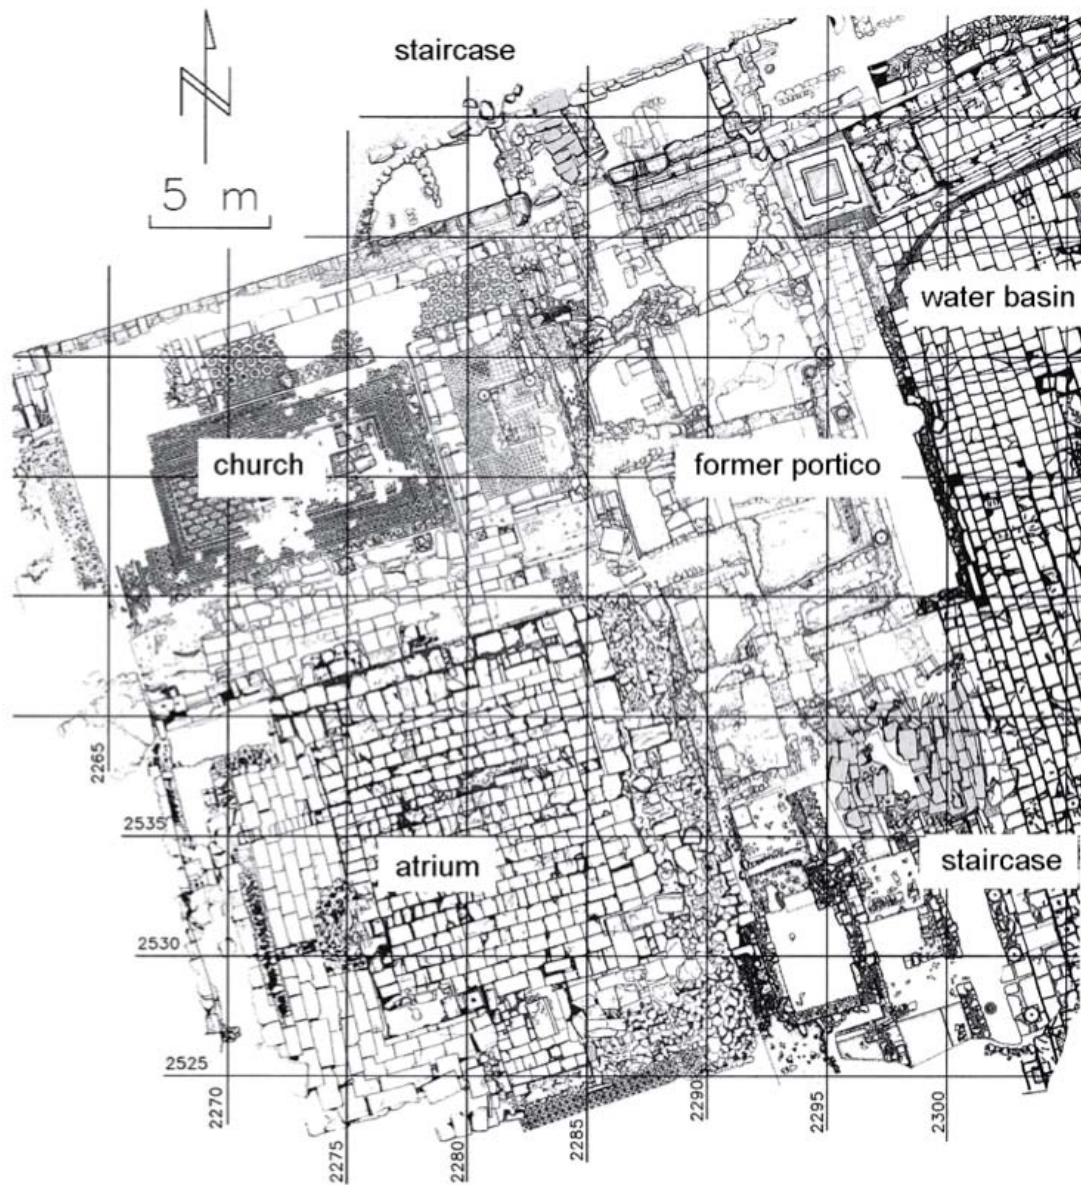 staircase
N
5 m
water basin
church
former portico
2265
2535
atrium
staircase
2530
2525
2270
2275
2280
2285
2290
2295
2300